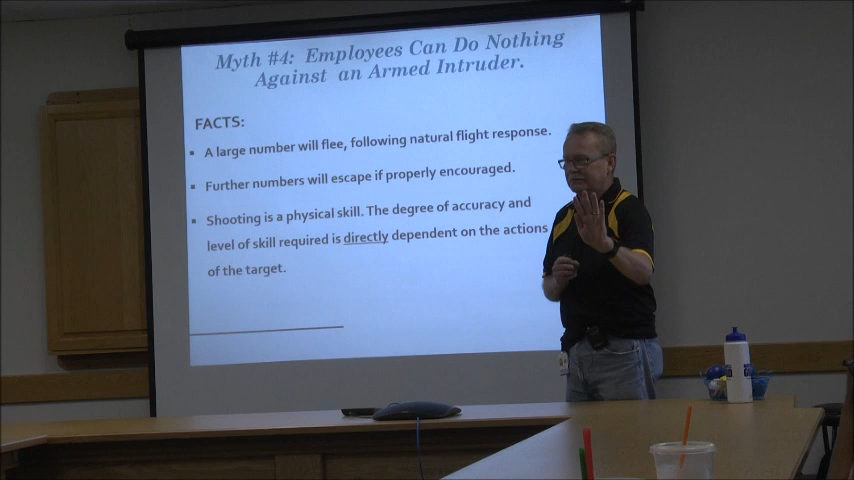 Myth #4: Employees Can Do Nothing
Against an Armed Intruder.
FACTS:
▪ A large number will flee, following natural flight response.
▪ Further numbers will escape if properly encouraged.
▪ Shooting is a physical skill. The degree of accuracy and
level of skill required is directly dependent on the actions
of the target.